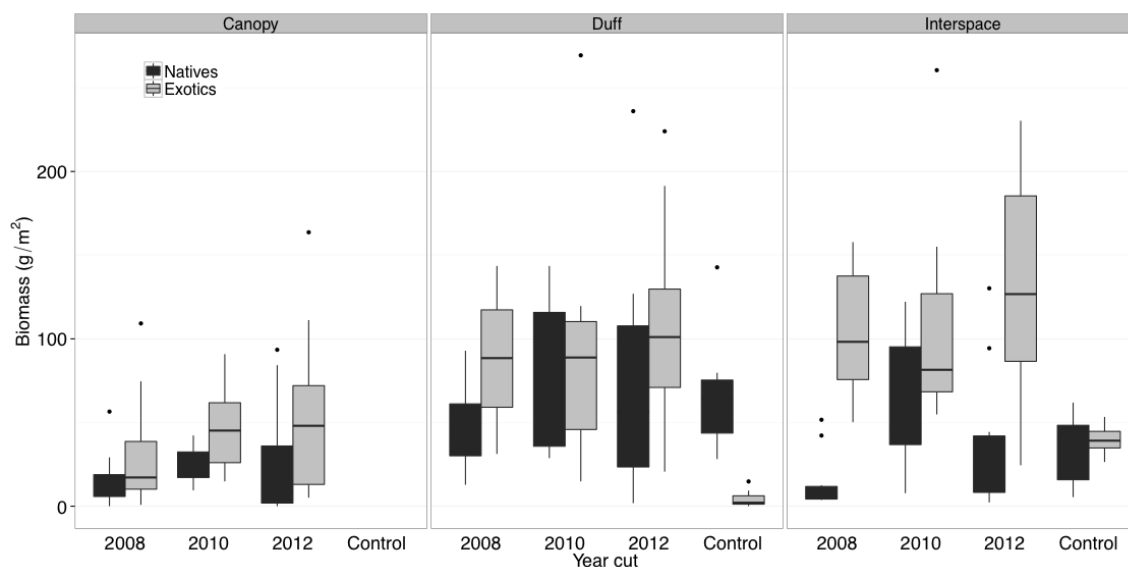 Canopy
Duff
Interspace
Natives
Exotics
200
100
0
Biomass (g/m²)
2008 2010 2012 Control
2008 2010 2012 Control
2008 2010 2012 Control
Year cut